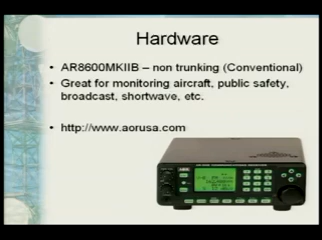 Hardware
• AR8600MKIIB – non trunking (Conventional)
• Great for monitoring aircraft, public safety,
broadcast, shortwave, etc.
• http://www.aorusa.com